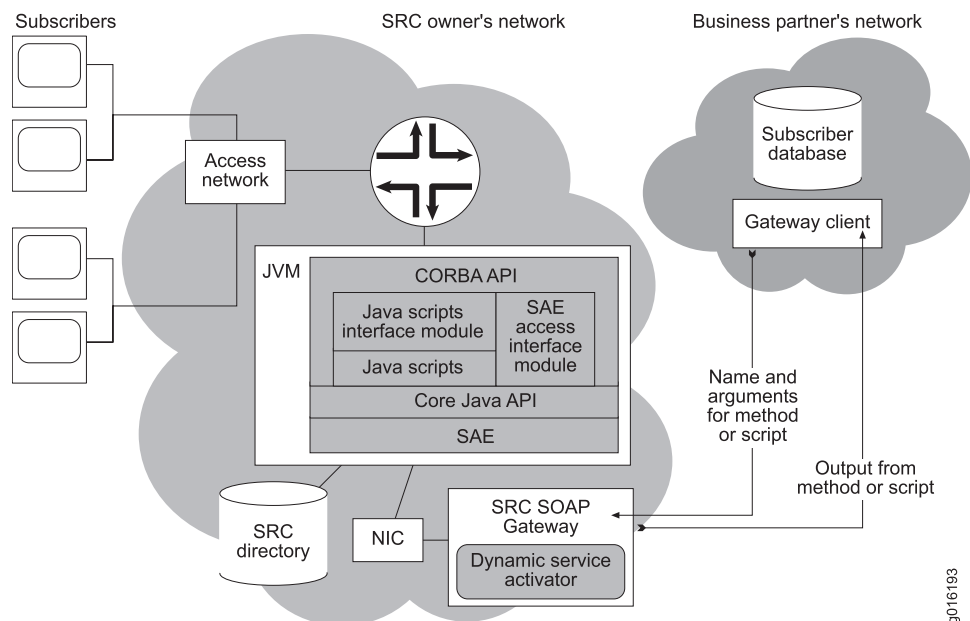 Subscribers
SRC owner's network
Business partner's network
Access
network
Subscriber
database
Gateway client
JVM
CORBA API
Java scripts
interface module
Java scripts
SAE
access
interface
module
Core Java API
SAE
Name and
arguments
for method
or script
Output from
method or script
SRC
directory
NIC
SRC SOAP
Gateway
Dynamic service
activator
g016193